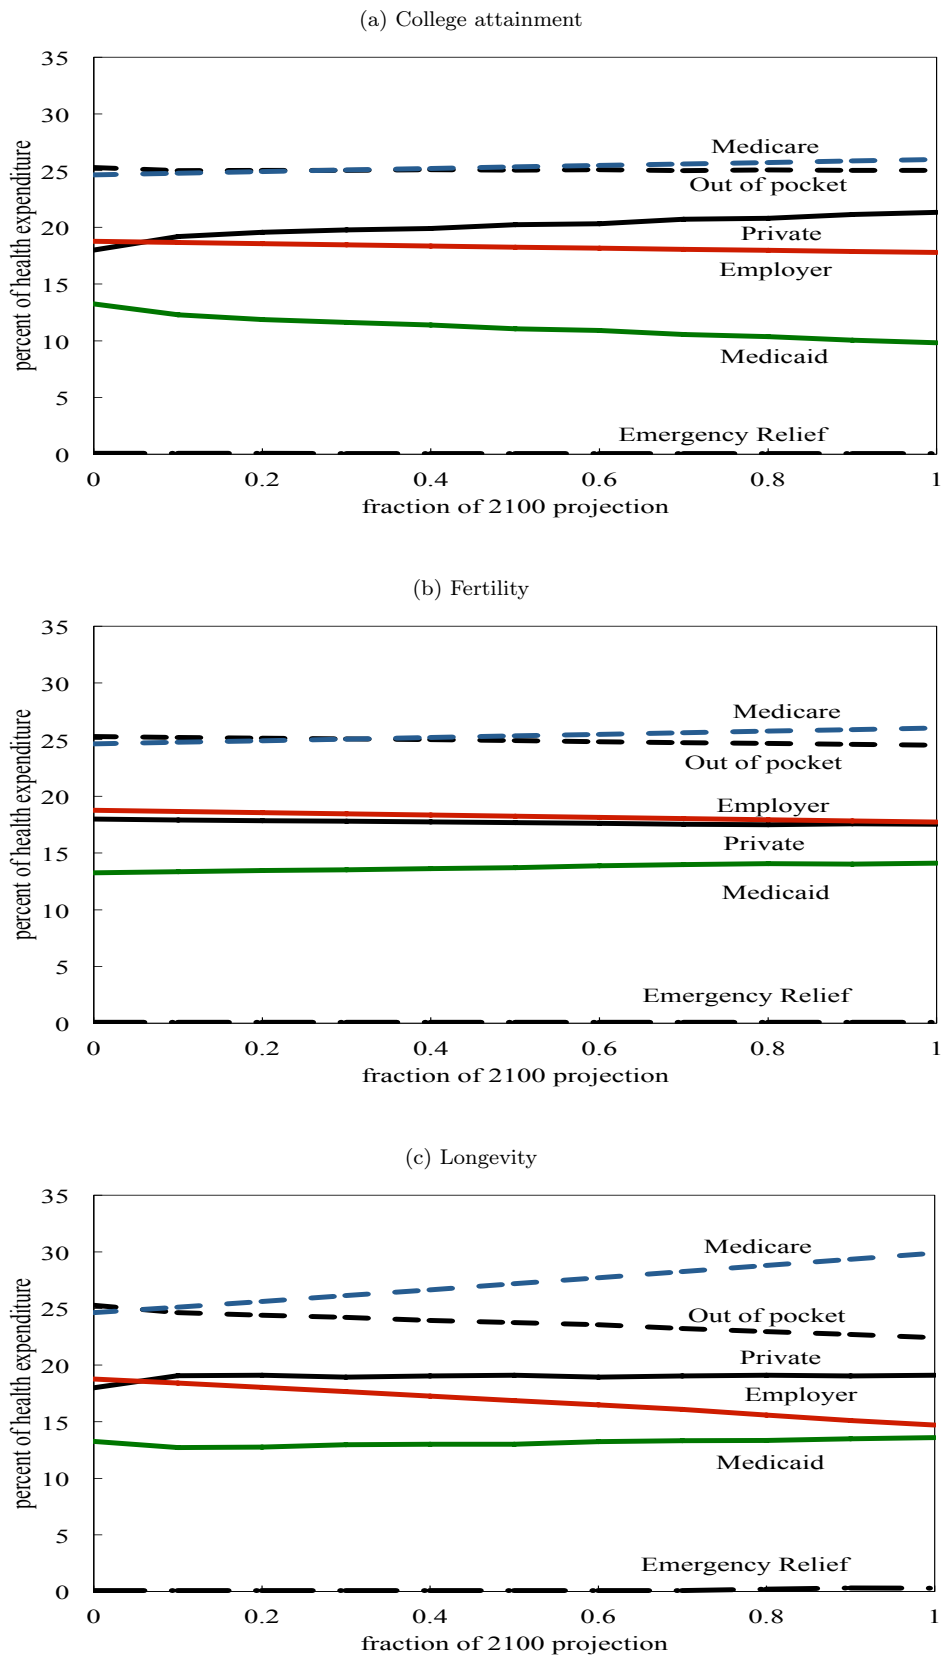 (a) College attainment
35
30
25
20
15
10
5
0
percent of health expenditure
Medicare
Out of pocket
Private
Employer
Medicaid
Emergency Relief
0 0.2 0.4 0.6 0.8 1
fraction of 2100 projection
(b) Fertility
35
30
25
20
15
10
5
0
percent of health expenditure
Medicare
Out of pocket
Employer
Private
Medicaid
Emergency Relief
0 0.2 0.4 0.6 0.8 1
fraction of 2100 projection
(c) Longevity
35
30
25
20
15
10
5
0
percent of health expenditure
Medicare
Out of pocket
Private
Employer
Medicaid
Emergency Relief
0 0.2 0.4 0.6 0.8 1
fraction of 2100 projection